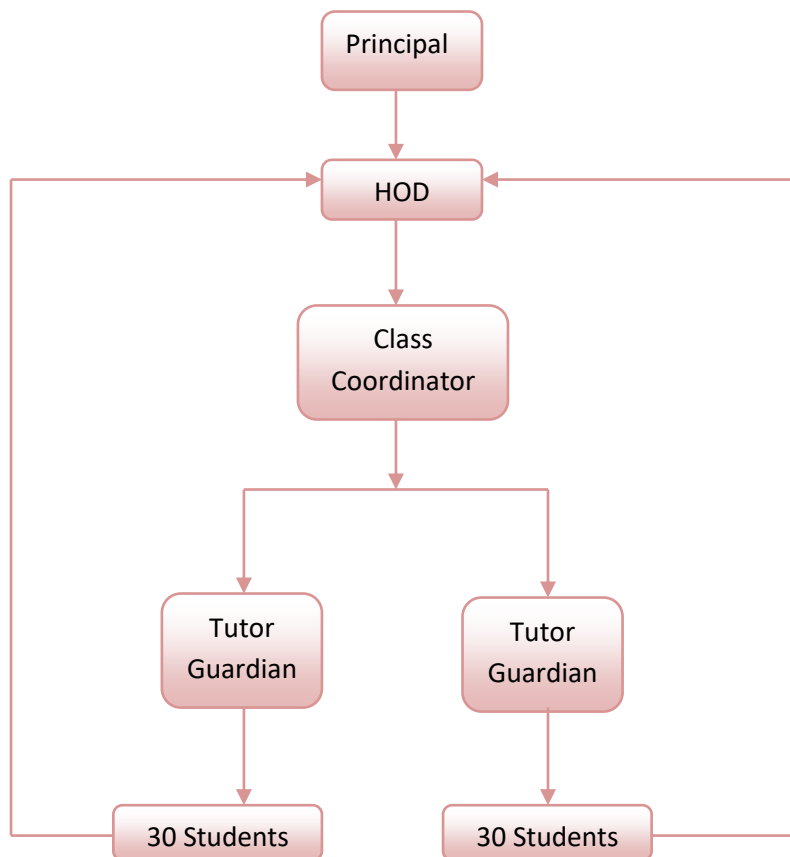 Principal
HOD
Class
Coordinator
Tutor
Guardian
Tutor
Guardian
30 Students
30 Students